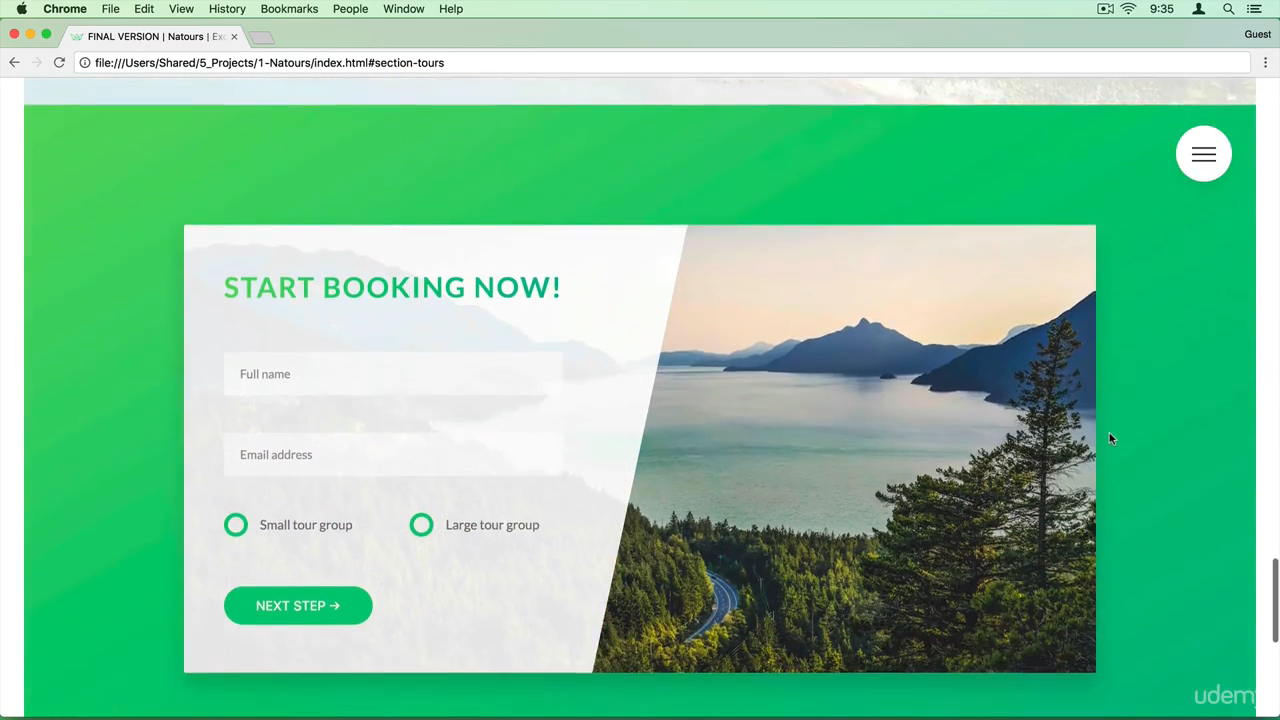 Chrome File Edit View History Bookmarks People Window Help 9:35
FINAL VERSION | Natours | Exc Guest
file:///Users/Shared/5_Projects/1-Natours/index.html#section-tours
START BOOKING NOW!
Full name
Email address
Small tour group Large tour group
NEXT STEP →
udemy